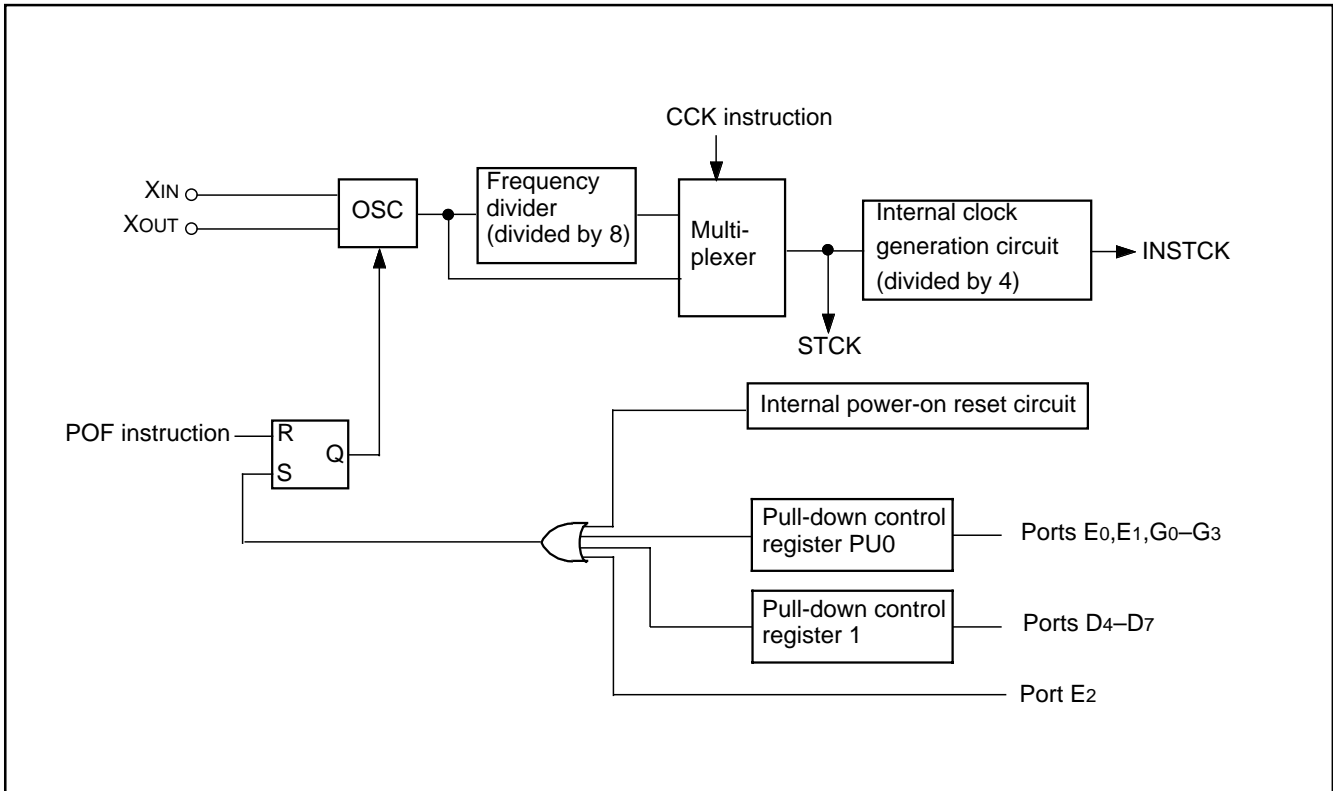 CCK instruction
XIN
XOUT
OSC
Frequency
divider
(divided by 8)
Multi-
plexer
Internal clock
generation circuit
(divided by 4)
INSTCK
STCK
Internal power-on reset circuit
POF instruction
R
S
Q
Pull-down control
register PU0
Ports E0,E1,G0–G3
Pull-down control
register 1
Ports D4–D7
Port E2